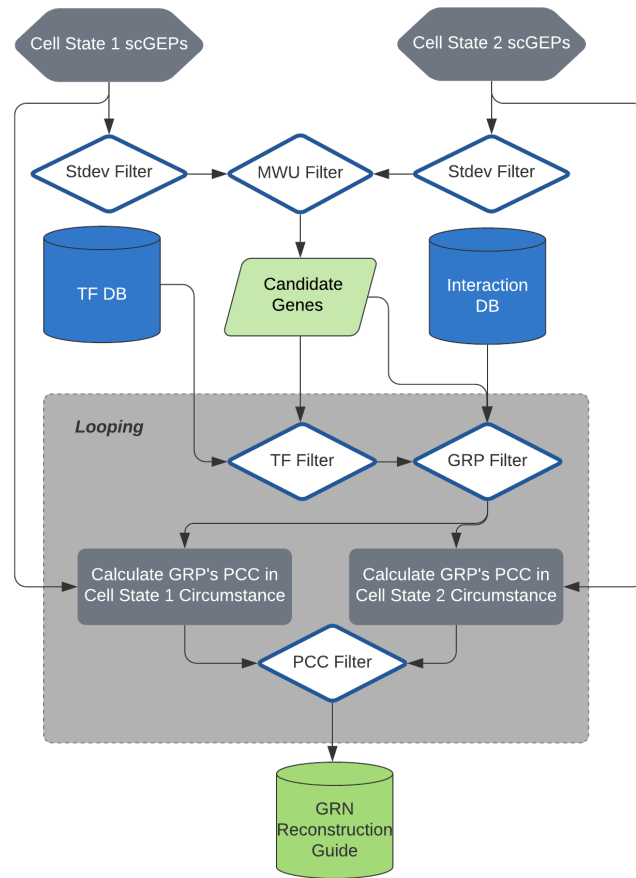 Cell State 1 scGEPs
Cell State 2 scGEPs
Stdev Filter
MWU Filter
Stdev Filter
TF DB
Candidate
Genes
Interaction
DB
Looping
TF Filter
GRP Filter
Calculate GRP's PCC in
Cell State 1 Circumstance
Calculate GRP's PCC in
Cell State 2 Circumstance
PCC Filter
GRN
Reconstruction
Guide